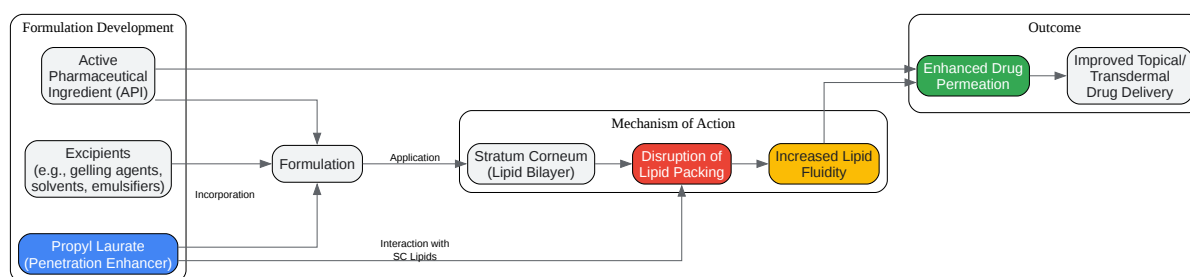 Formulation Development
Active
Pharmaceutical
Ingredient (API)
Excipients
(e.g., gelling agents,
solvents, emulsifiers)
Propyl Laurate
(Penetration Enhancer)
Incorporation
Formulation
Application
Interaction with
SC Lipids
Mechanism of Action
Stratum Corneum
(Lipid Bilayer)
Disruption of
Lipid Packing
Increased Lipid
Fluidity
Outcome
Enhanced Drug
Permeation
Improved Topical/
Transdermal
Drug Delivery